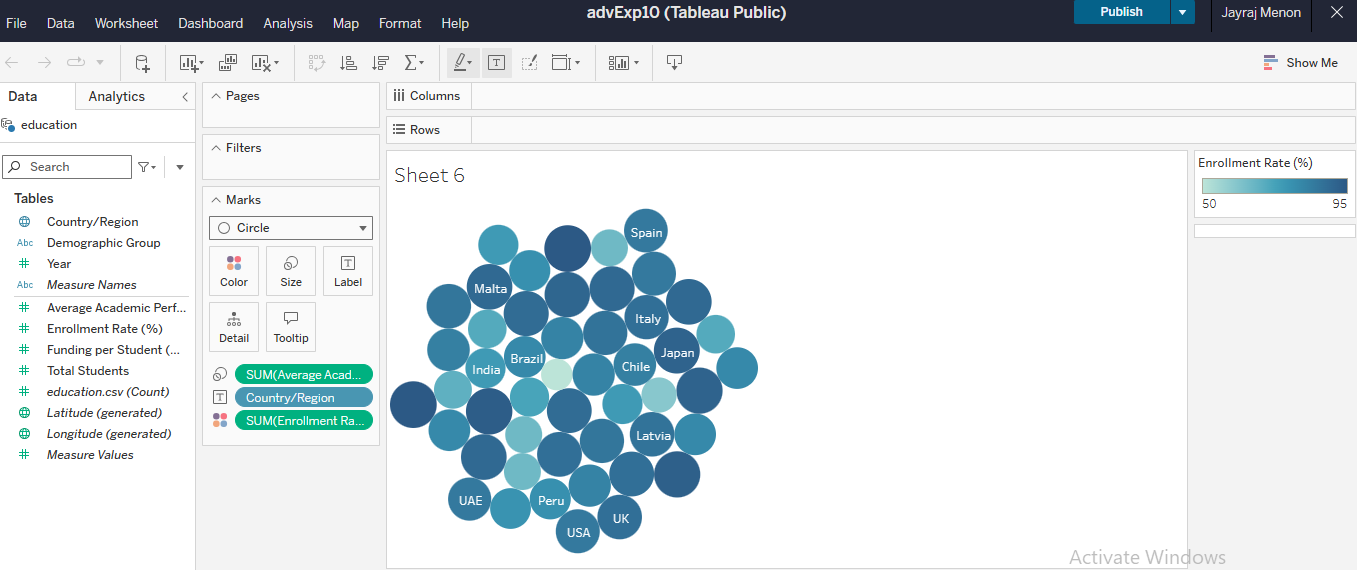 advExp10 (Tableau Public)
Publish
Jayraj Menon
File Data Worksheet Dashboard Analysis Map Format Help
Show Me
Data
Analytics
education
Search
Tables
Country/Region
Demographic Group
Year
Measure Names
Average Academic Perf...
Enrollment Rate (%)
Funding per Student (...
Total Students
education.csv (Count)
Latitude (generated)
Longitude (generated)
Measure Values
Abc
Abc
Pages
Filters
Marks
Circle
Color
Size
Label
Detail
Tooltip
SUM(Average Acad...
Country/Region
SUM(Enrollment Ra...
Columns
Rows
Sheet 6
Spain
Malta
Italy
Japan
Brazil
India
Chile
Latvia
UAE
Peru
UK
USA
Enrollment Rate (%)
50 95
Activate Windows